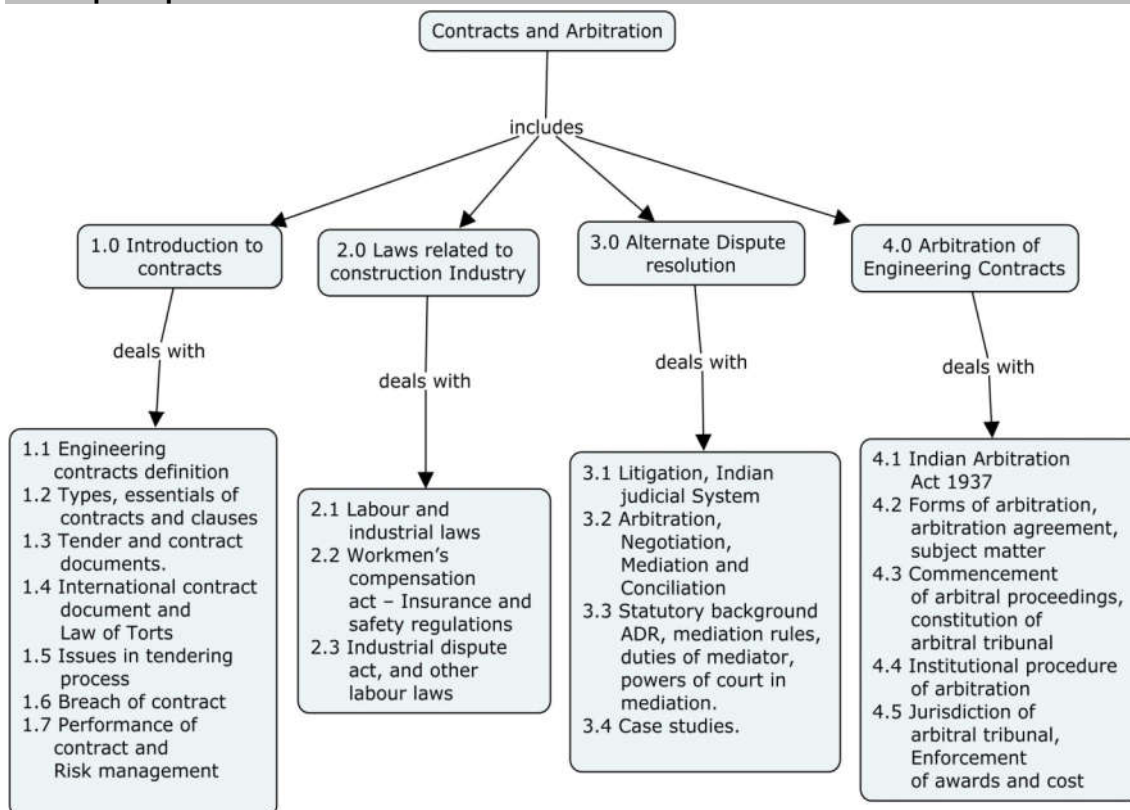 Contracts and Arbitration
includes
1.0 Introduction to
contracts
2.0 Laws related to
construction Industry
3.0 Alternate Dispute
resolution
4.0 Arbitration of
Engineering Contracts
deals with
deals with
deals with
deals with
1.1 Engineering
contracts definition
1.2 Types, essentials of
contracts and clauses
1.3 Tender and contract
documents.
1.4 International contract
document and
Law of Torts
1.5 Issues in tendering
process
1.6 Breach of contract
1.7 Performance of
contract and
Risk management
2.1 Labour and
industrial laws
2.2 Workmen's
compensation
act – Insurance and
safety regulations
2.3 Industrial dispute
act, and other
labour laws
3.1 Litigation, Indian
judicial System
3.2 Arbitration,
Negotiation,
Mediation and
Conciliation
3.3 Statutory background
ADR, mediation rules,
duties of mediator,
powers of court in
mediation.
3.4 Case studies.
4.1 Indian Arbitration
Act 1937
4.2 Forms of arbitration,
arbitration agreement,
subject matter
4.3 Commencement
of arbitral proceedings,
constitution of
arbitral tribunal
4.4 Institutional procedure
of arbitration
4.5 Jurisdiction of
arbitral tribunal,
Enforcement
of awards and cost